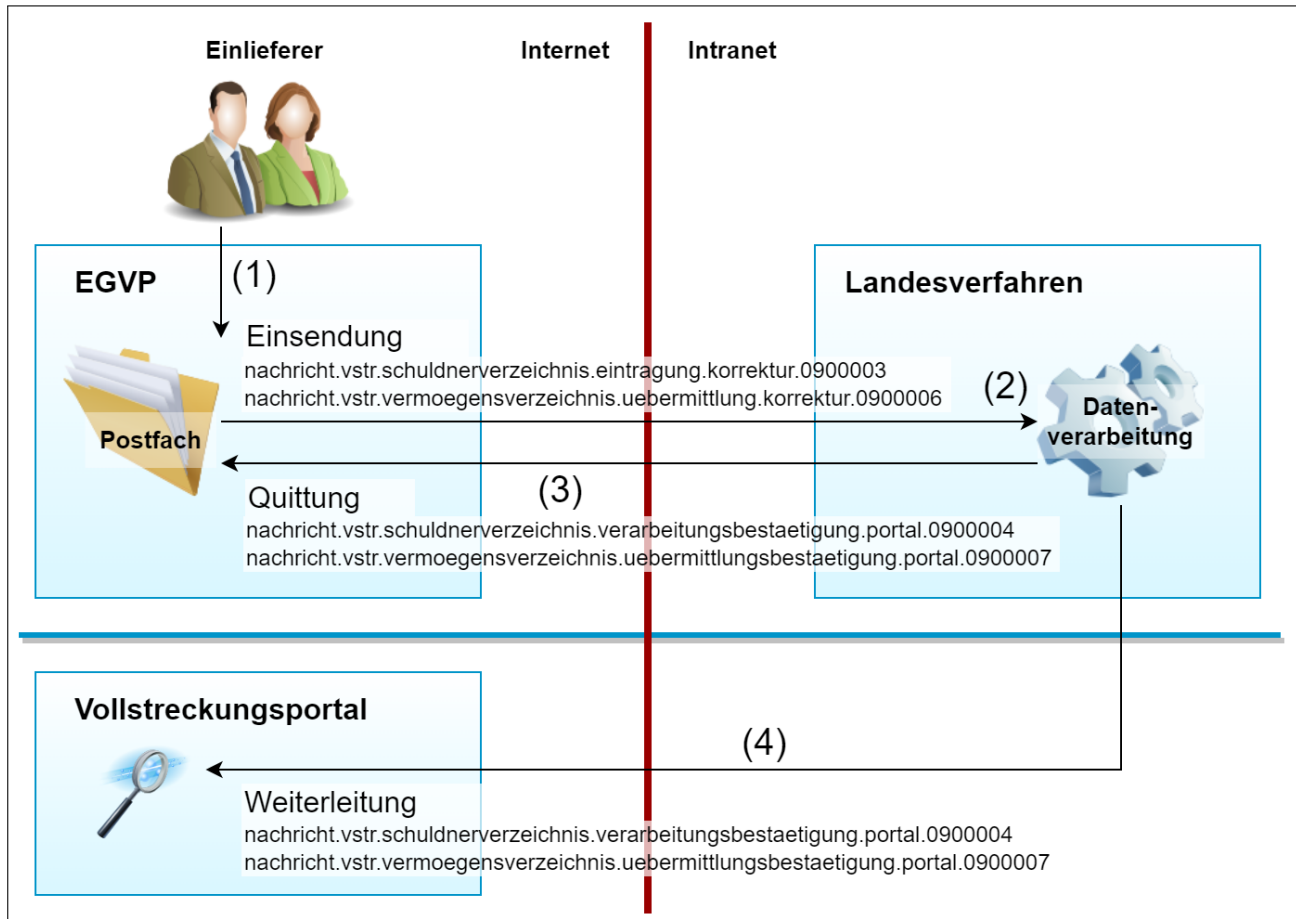 Einlieferer
Internet
Intranet
EGVP
(1)
Landesverfahren
Einsendung
nachricht.vstr.schuldnerverzeichnis.eintragung.korrektur.0900003
nachricht.vstr.vermoegensverzeichnis.uebermittlung.korrektur.0900006
(2)
Postfach
Daten-
verarbeitung
(3)
Quittung
nachricht.vstr.schuldnerverzeichnis.verarbeitungsbestaetigung.portal.0900004
nachricht.vstr.vermoegensverzeichnis.uebermittlungsbestaetigung.portal.0900007
Vollstreckungsportal
(4)
Weiterleitung
nachricht.vstr.schuldnerverzeichnis.verarbeitungsbestaetigung.portal.0900004
nachricht.vstr.vermoegensverzeichnis.uebermittlungsbestaetigung.portal.0900007